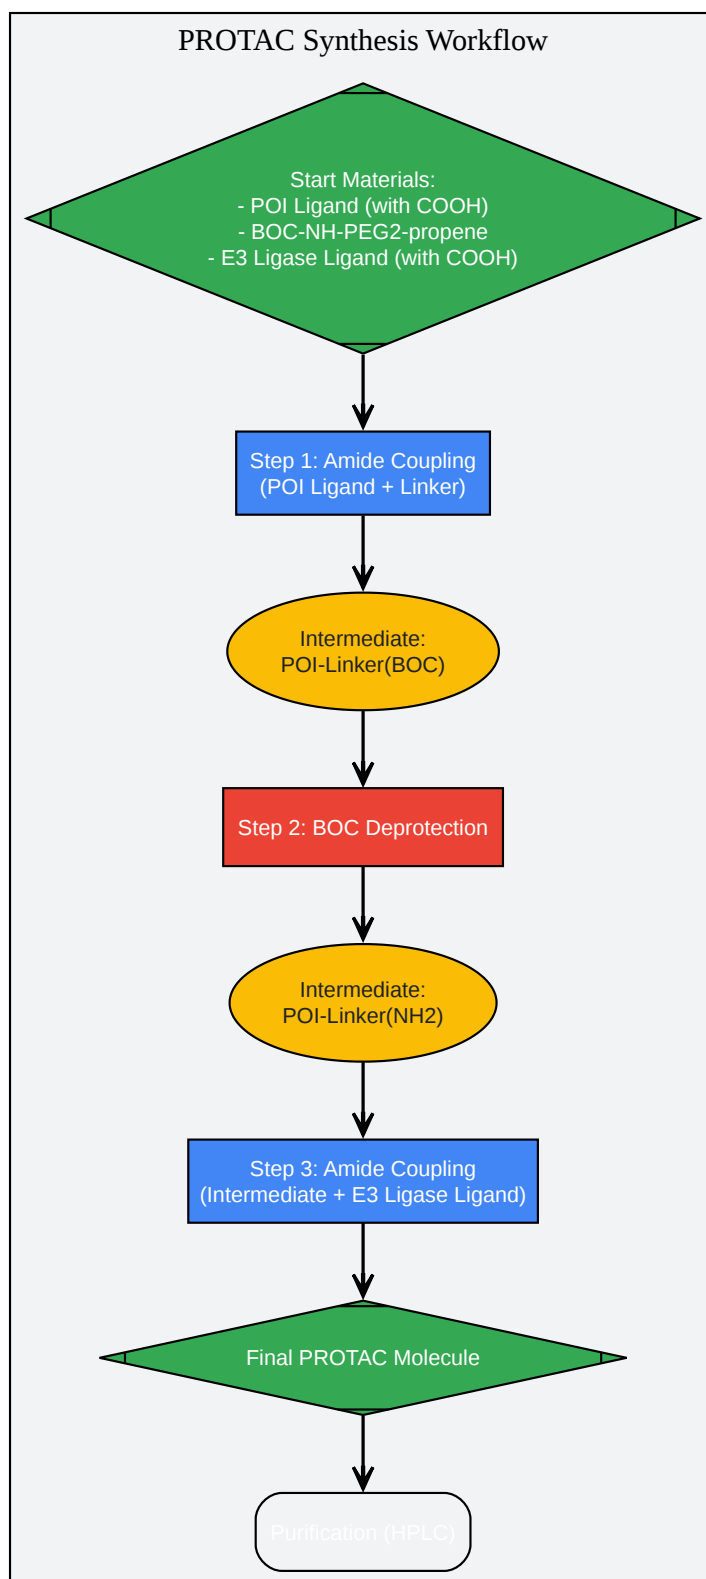 PROTAC Synthesis Workflow
Start Materials:
- POI Ligand (with COOH)
- BOC-NH-PEG2-propene
- E3 Ligase Ligand (with COOH)
Step 1: Amide Coupling
(POI Ligand + Linker)
Intermediate:
POI-Linker(BOC)
Step 2: BOC Deprotection
Intermediate:
POI-Linker(NH2)
Step 3: Amide Coupling
(Intermediate + E3 Ligase Ligand)
Final PROTAC Molecule
Purification (HPLC)